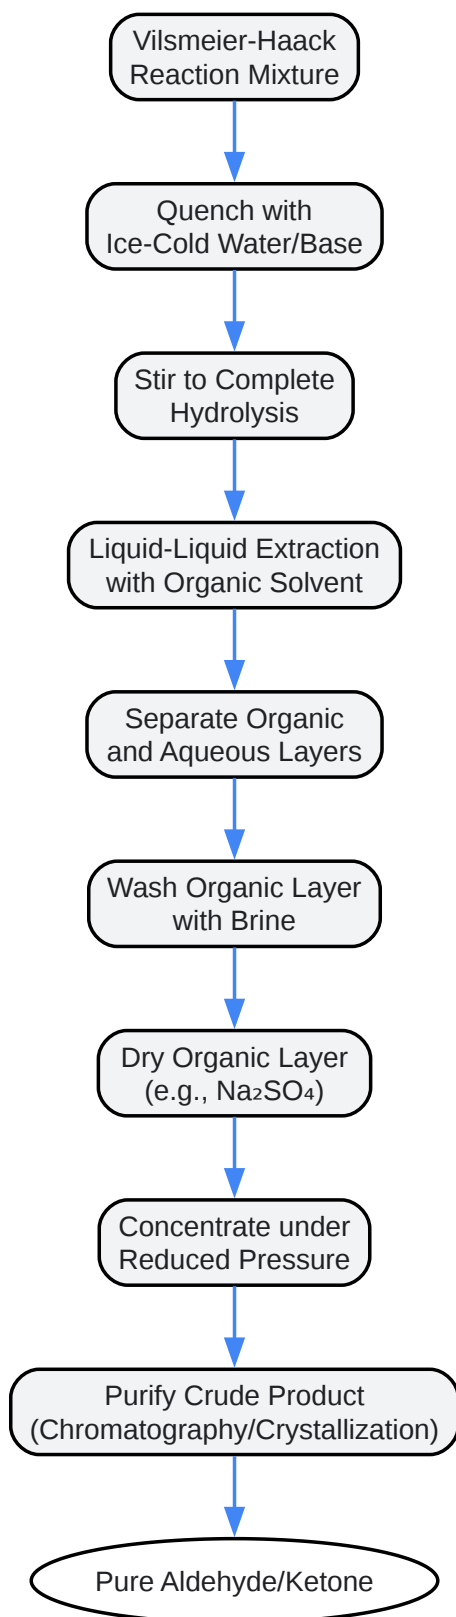 Vilsmeier-Haack
Reaction Mixture
Quench with
Ice-Cold Water/Base
Stir to Complete
Hydrolysis
Liquid-Liquid Extraction
with Organic Solvent
Separate Organic
and Aqueous Layers
Wash Organic Layer
with Brine
Dry Organic Layer
(e.g., Na₂SO₄)
Concentrate under
Reduced Pressure
Purify Crude Product
(Chromatography/Crystallization)
Pure Aldehyde/Ketone